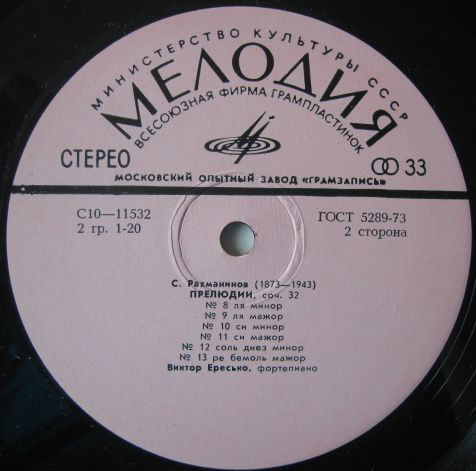 МИНИСТЕРСТВО КУЛЬТУРЫ СССР
МЕЛОДИЯ
ВСЕСОЮЗНАЯ ФИРМА ГРАМПЛАСТИНОК
СТЕРЕО
33
МОСКОВСКИЙ ОПЫТНЫЙ ЗАВОД «ГРАМЗАПИСЬ»
С10—11532
2 гр. 1-20
ГОСТ 5289-73
2 сторона
С. Рахманинов (1873—1943)
ПРЕЛЮДИИ, соч. 32
№ 8 ля минор
№ 9 ля мажор
№ 10 си минор
№ 11 си мажор
№ 12 соль диез минор
№ 13 ре бемоль мажор
Виктор Ересько, фортепиано